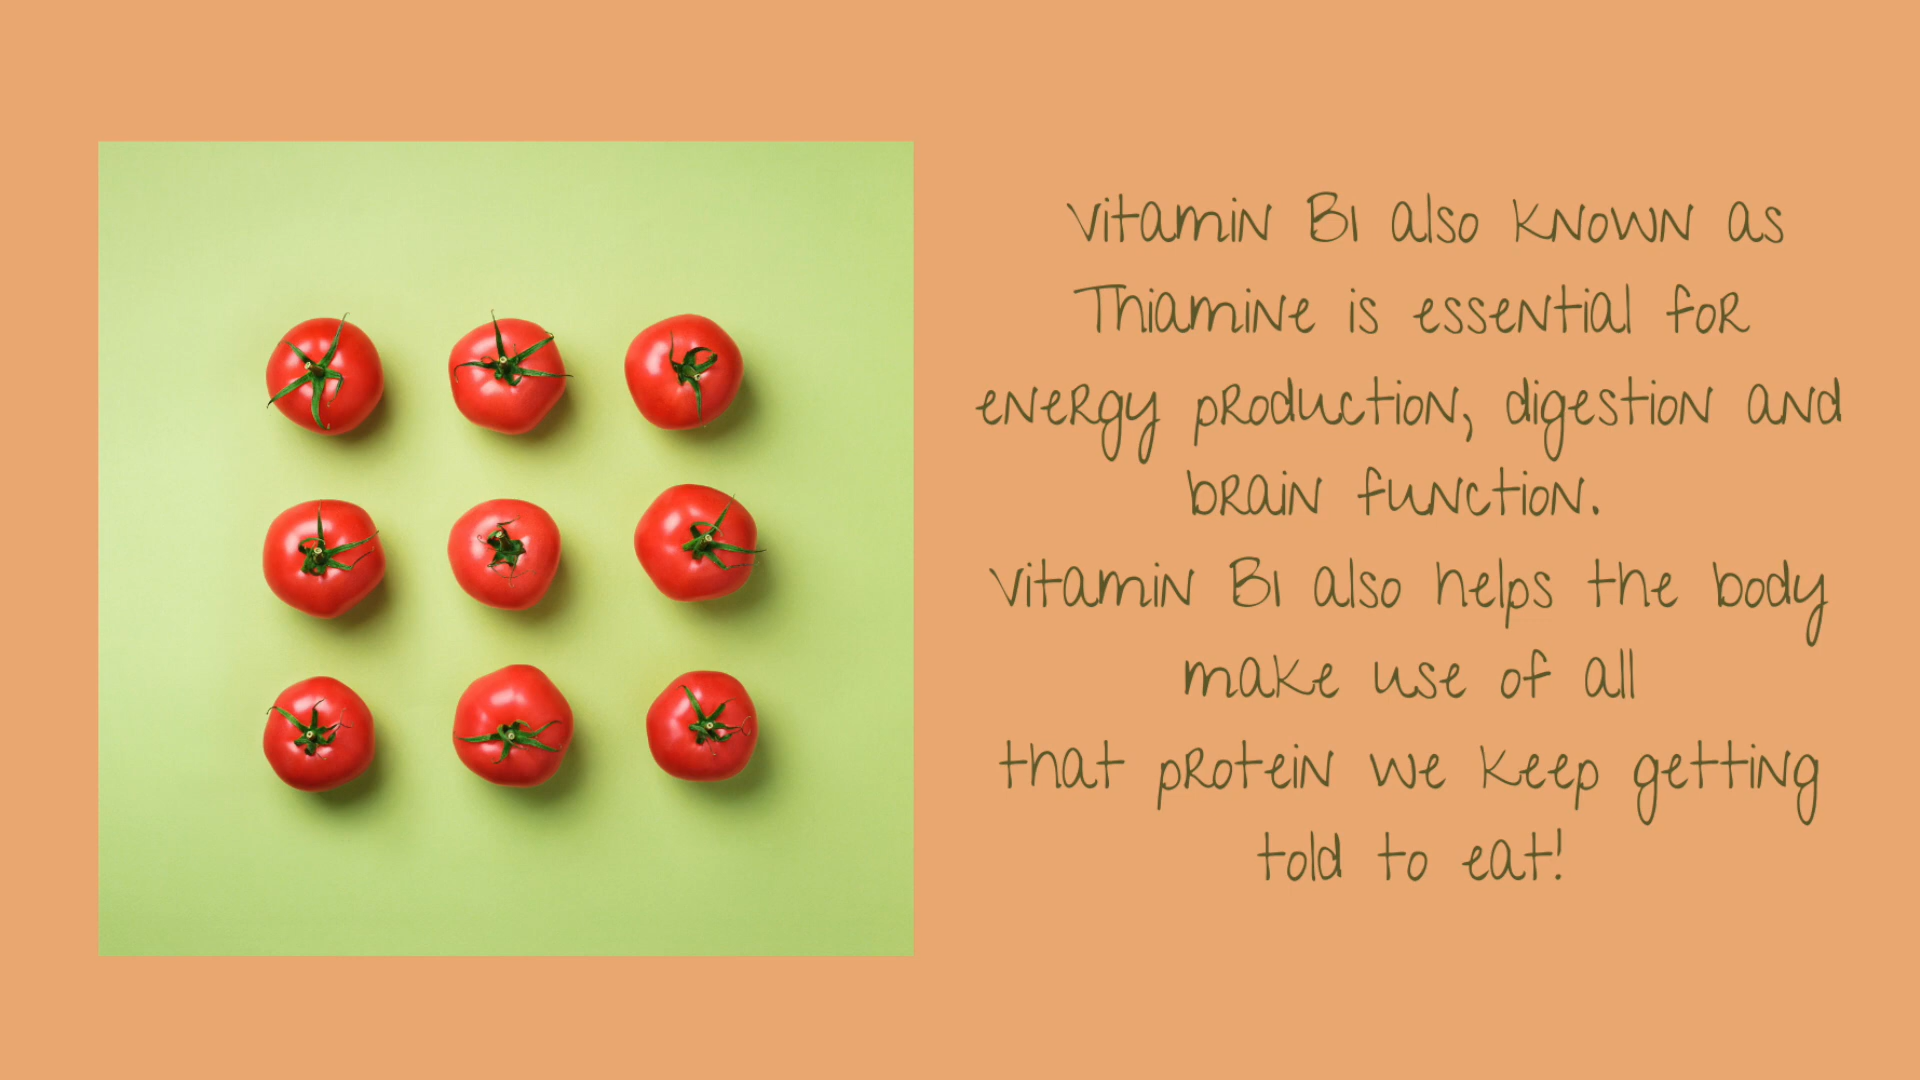 Vitamin B1 also known as
Thiamine is essential for
energy production, digestion and
brain function.
Vitamin B1 also helps the body
make use of all
that protein we keep getting
told to eat!